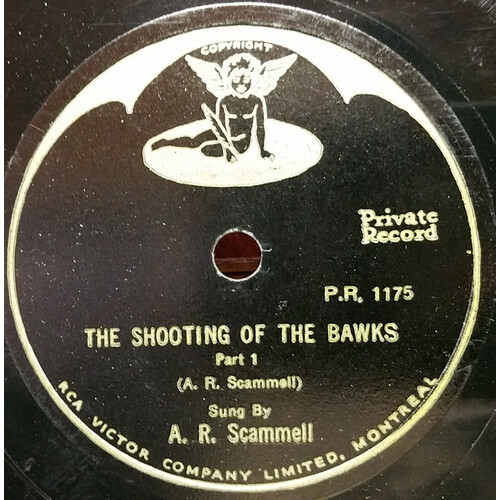 COPYRIGHT
Private
Record
P.R. 1175
THE SHOOTING OF THE BAWKS
Part 1
(A. R. Scammell)
Sung By
A. R. Scammell
RCA VICTOR COMPANY LIMITED, MONTREAL